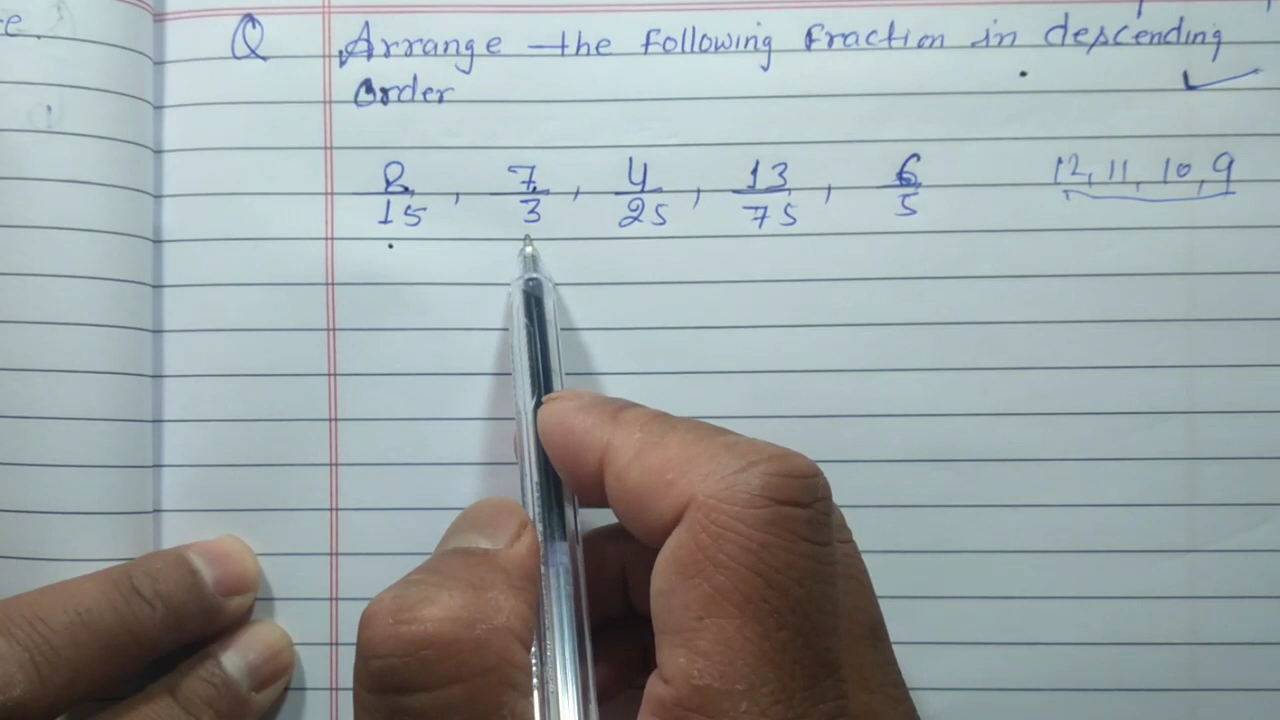 Q Arrange the following fraction in descending
order
8/15, 7/3, 4/25, 13/75, 6/5 12, 11, 10, 9